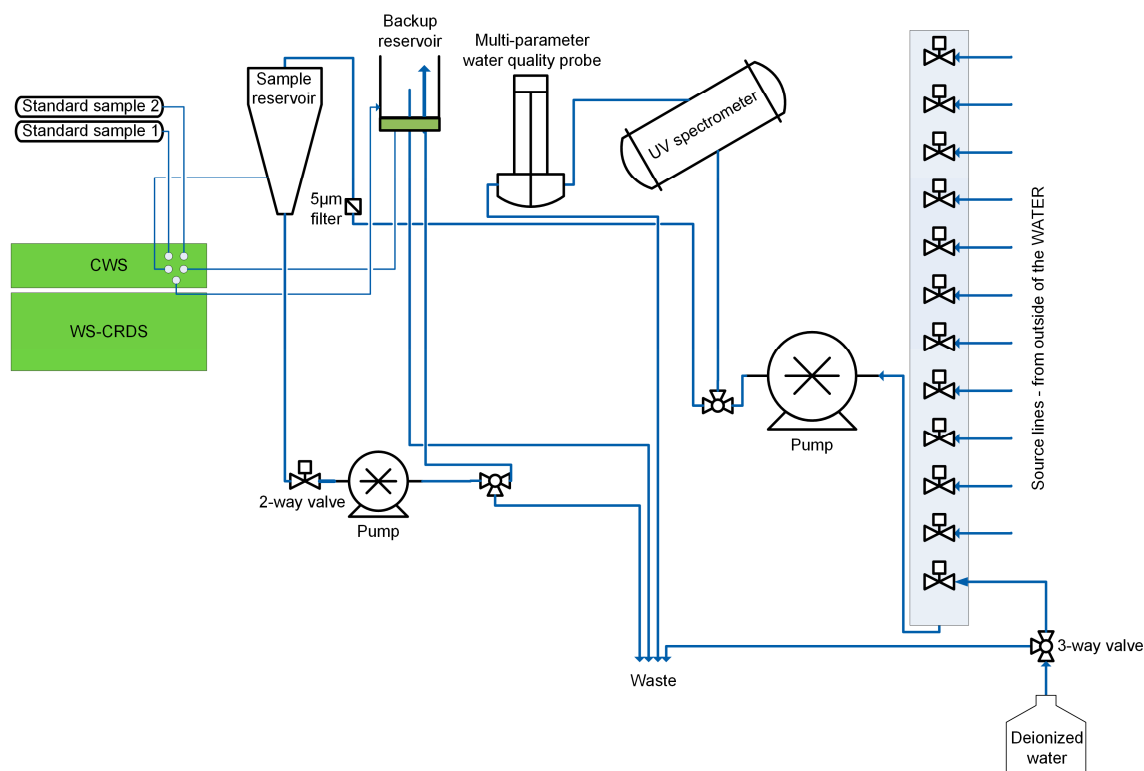 Backup
reservoir
Multi-parameter
water quality probe
Sample
reservoir
Standard sample 2
Standard sample 1
UV spectrometer
5µm
filter
CWS
WS-CRDS
Source lines - from outside of the WATER
Pump
2-way valve
Pump
3-way valve
Waste
Deionized
water